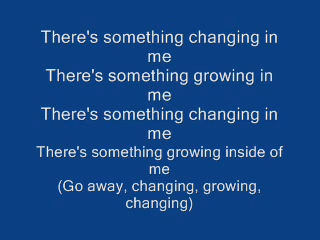 There's something changing in
me
There's something growing in
me
There's something changing in
me
There's something growing inside of
me
(Go away, changing, growing,
changing)